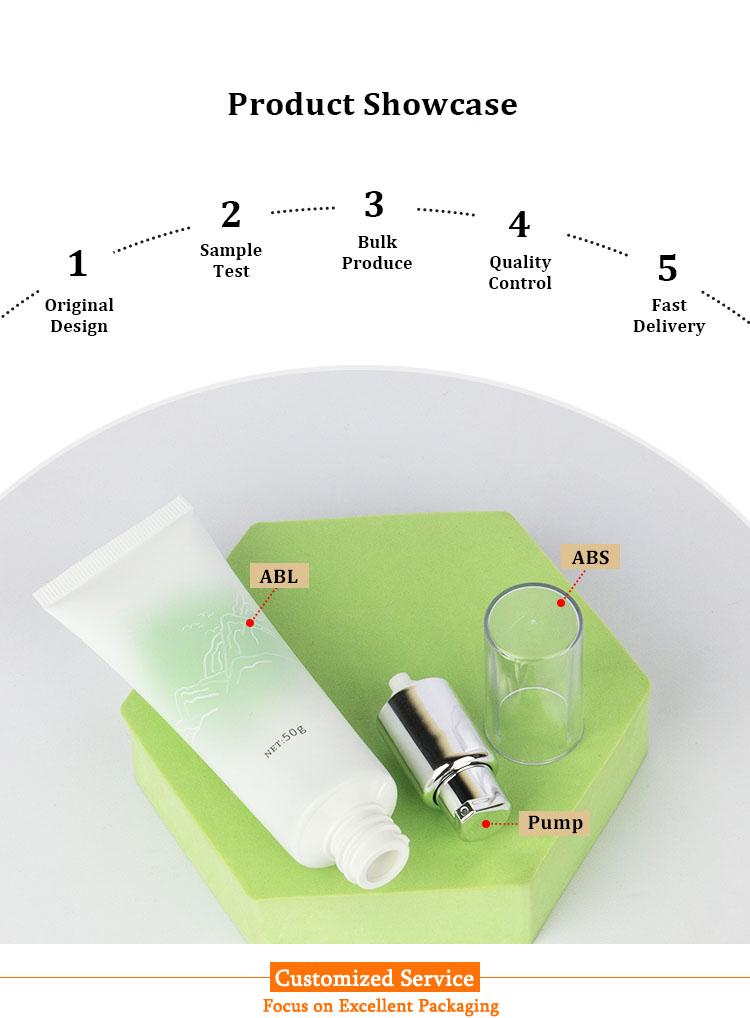 Product Showcase
1
Original
Design
2
Sample
Test
3
Bulk
Produce
4
Quality
Control
5
Fast
Delivery
ABL
ABS
NET:50g
Pump
Customized Service
Focus on Excellent Packaging